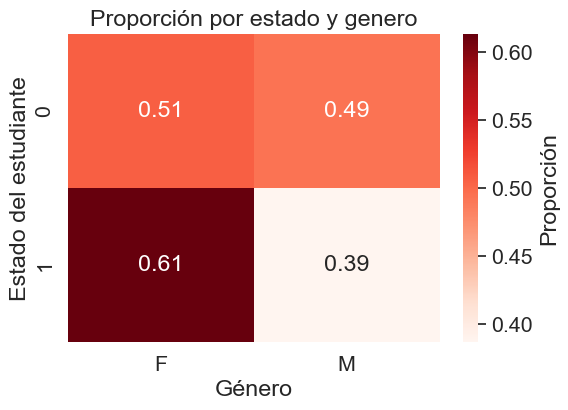 Proporción por estado y genero
Estado del estudiante
0
1
0.51 0.49
0.61 0.39
F M
Género
0.60
0.55
0.50
0.45
0.40
Proporción